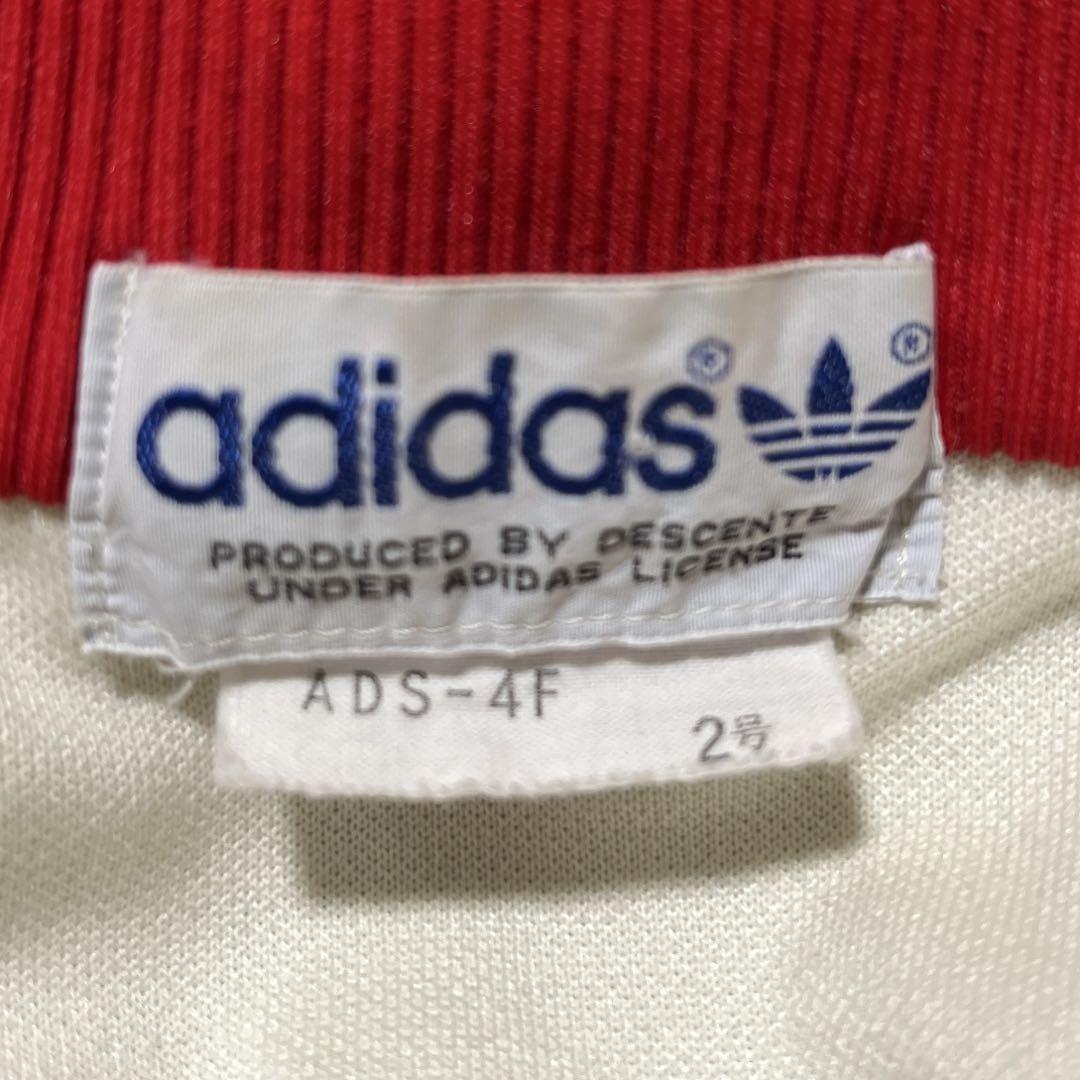 adidas® ®
PRODUCED BY DESCENTE
UNDER ADIDAS LICENSE
ADS-4F
2号